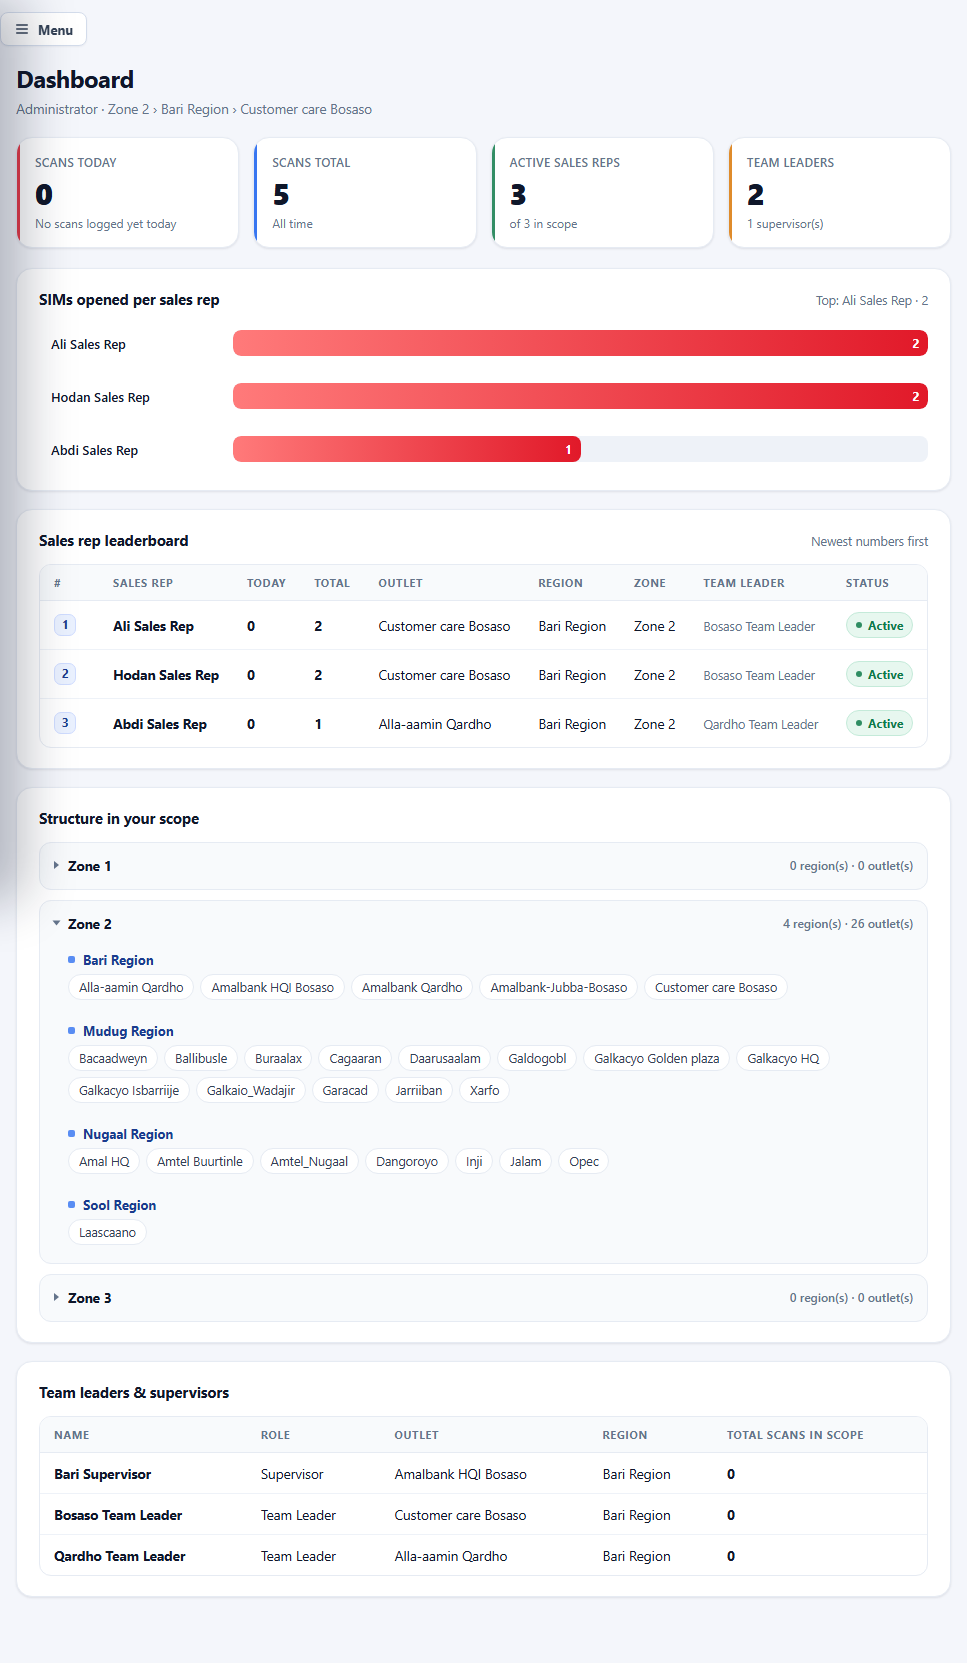 Menu
Dashboard
Administrator · Zone 2 › Bari Region › Customer care Bosaso
SCANS TODAY
0
No scans logged yet today
SCANS TOTAL
5
All time
ACTIVE SALES REPS
3
of 3 in scope
TEAM LEADERS
2
1 supervisor(s)
SIMs opened per sales rep
Top: Ali Sales Rep · 2
Ali Sales Rep 2
Hodan Sales Rep 2
Abdi Sales Rep 1
Sales rep leaderboard
Newest numbers first
# SALES REP TODAY TOTAL OUTLET REGION ZONE TEAM LEADER STATUS
1 Ali Sales Rep 0 2 Customer care Bosaso Bari Region Zone 2 Bosaso Team Leader Active
2 Hodan Sales Rep 0 2 Customer care Bosaso Bari Region Zone 2 Bosaso Team Leader Active
3 Abdi Sales Rep 0 1 Alla-aamin Qardho Bari Region Zone 2 Qardho Team Leader Active
Structure in your scope
Zone 1 0 region(s) · 0 outlet(s)
Zone 2 4 region(s) · 26 outlet(s)
Bari Region
Alla-aamin Qardho Amalbank HQI Bosaso Amalbank Qardho Amalbank-Jubba-Bosaso Customer care Bosaso
Mudug Region
Bacaadweyn Ballibusle Buraalax Cagaaran Daarusaalam Galdogobl Galkacyo Golden plaza Galkacyo HQ
Galkacyo Isbarriije Galkaio_Wadajir Garacad Jarriiban Xarfo
Nugaal Region
Amal HQ Amtel Buurtinle Amtel_Nugaal Dangoroyo Inji Jalam Opec
Sool Region
Laascaano
Zone 3 0 region(s) · 0 outlet(s)
Team leaders & supervisors
NAME ROLE OUTLET REGION TOTAL SCANS IN SCOPE
Bari Supervisor Supervisor Amalbank HQI Bosaso Bari Region 0
Bosaso Team Leader Team Leader Customer care Bosaso Bari Region 0
Qardho Team Leader Team Leader Alla-aamin Qardho Bari Region 0